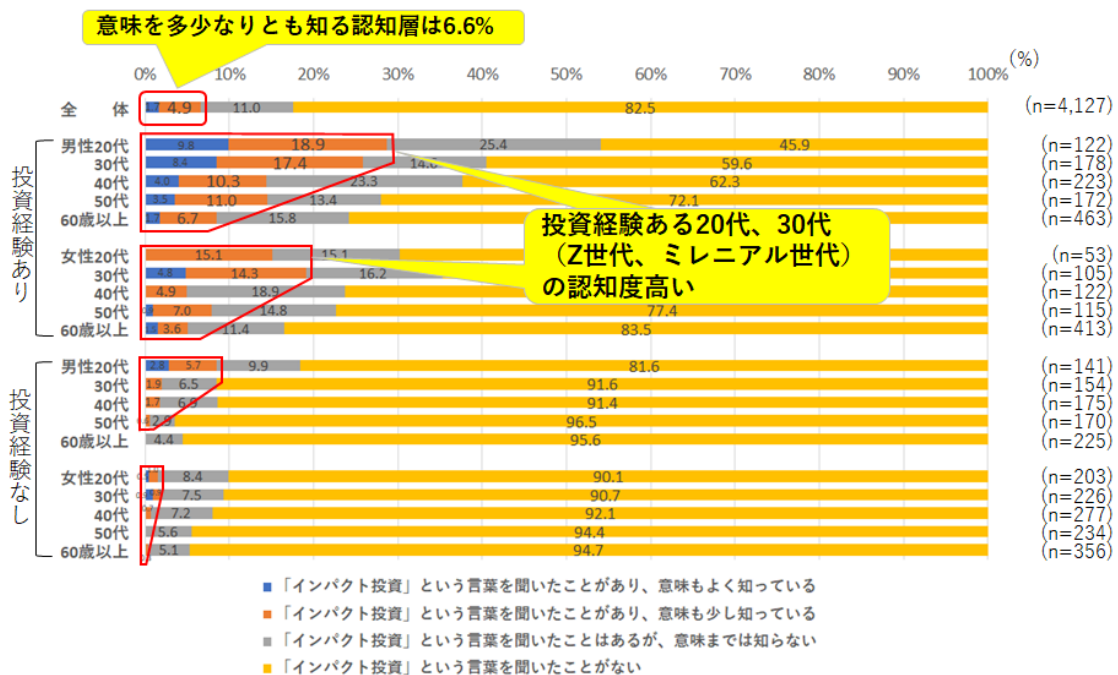 意味を多少なりとも知る認知層は6.6%
0% 10% 20% 30% 40% 50% 60% 70% 80% 90% 100% (%)
全　体 1.7 4.9 11.0 82.5 (n=4,127)
投資経験あり
男性20代 9.8 18.9 25.4 45.9 (n=122)
30代 8.4 17.4 14.6 59.6 (n=178)
40代 4.0 10.3 23.3 62.3 (n=223)
50代 3.5 11.0 13.4 72.1 (n=172)
60歳以上 1.7 6.7 15.8 (n=463)
投資経験ある20代、30代
（Z世代、ミレニアル世代）
の認知度高い
女性20代 15.1 15.1 (n=53)
30代 4.8 14.3 16.2 (n=105)
40代 4.9 18.9 (n=122)
50代 7.0 14.8 77.4 (n=115)
60歳以上 3.6 11.4 83.5 (n=413)
投資経験なし
男性20代 2.8 5.7 9.9 81.6 (n=141)
30代 1.9 6.5 91.6 (n=154)
40代 1.7 6.9 91.4 (n=175)
50代 2.9 96.5 (n=170)
60歳以上 4.4 95.6 (n=225)
女性20代 8.4 90.1 (n=203)
30代 7.5 90.7 (n=226)
40代 7.2 92.1 (n=277)
50代 5.6 94.4 (n=234)
60歳以上 5.1 94.7 (n=356)
「インパクト投資」という言葉を聞いたことがあり、意味もよく知っている
「インパクト投資」という言葉を聞いたことがあり、意味も少し知っている
「インパクト投資」という言葉を聞いたことはあるが、意味までは知らない
「インパクト投資」という言葉を聞いたことがない